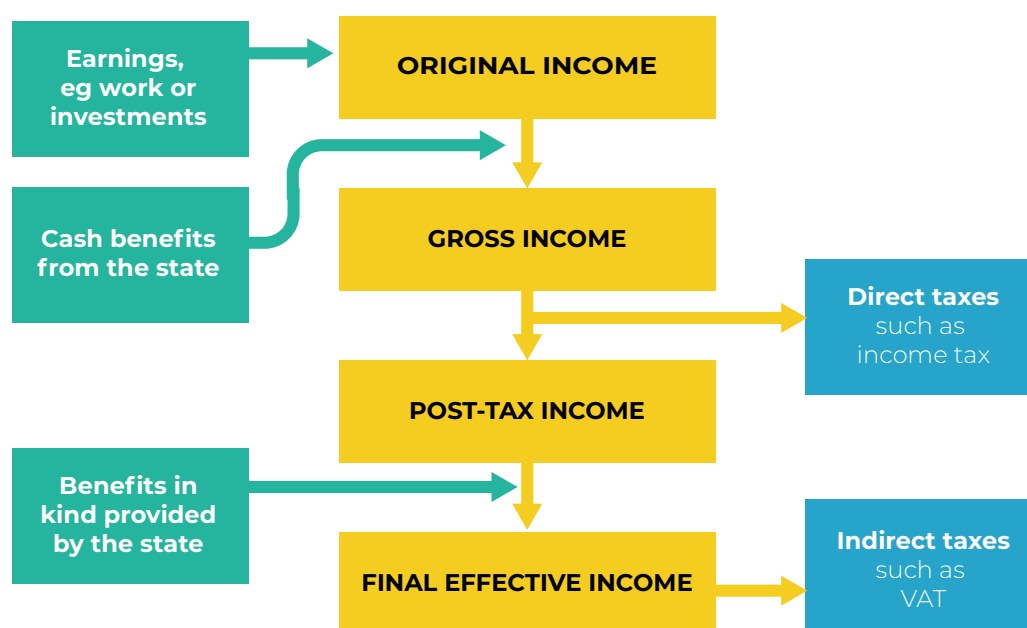 Earnings,
eg work or
investments
ORIGINAL INCOME
Cash benefits
from the state
GROSS INCOME
Direct taxes
such as
income tax
POST-TAX INCOME
Benefits in
kind provided
by the state
FINAL EFFECTIVE INCOME
Indirect taxes
such as
VAT